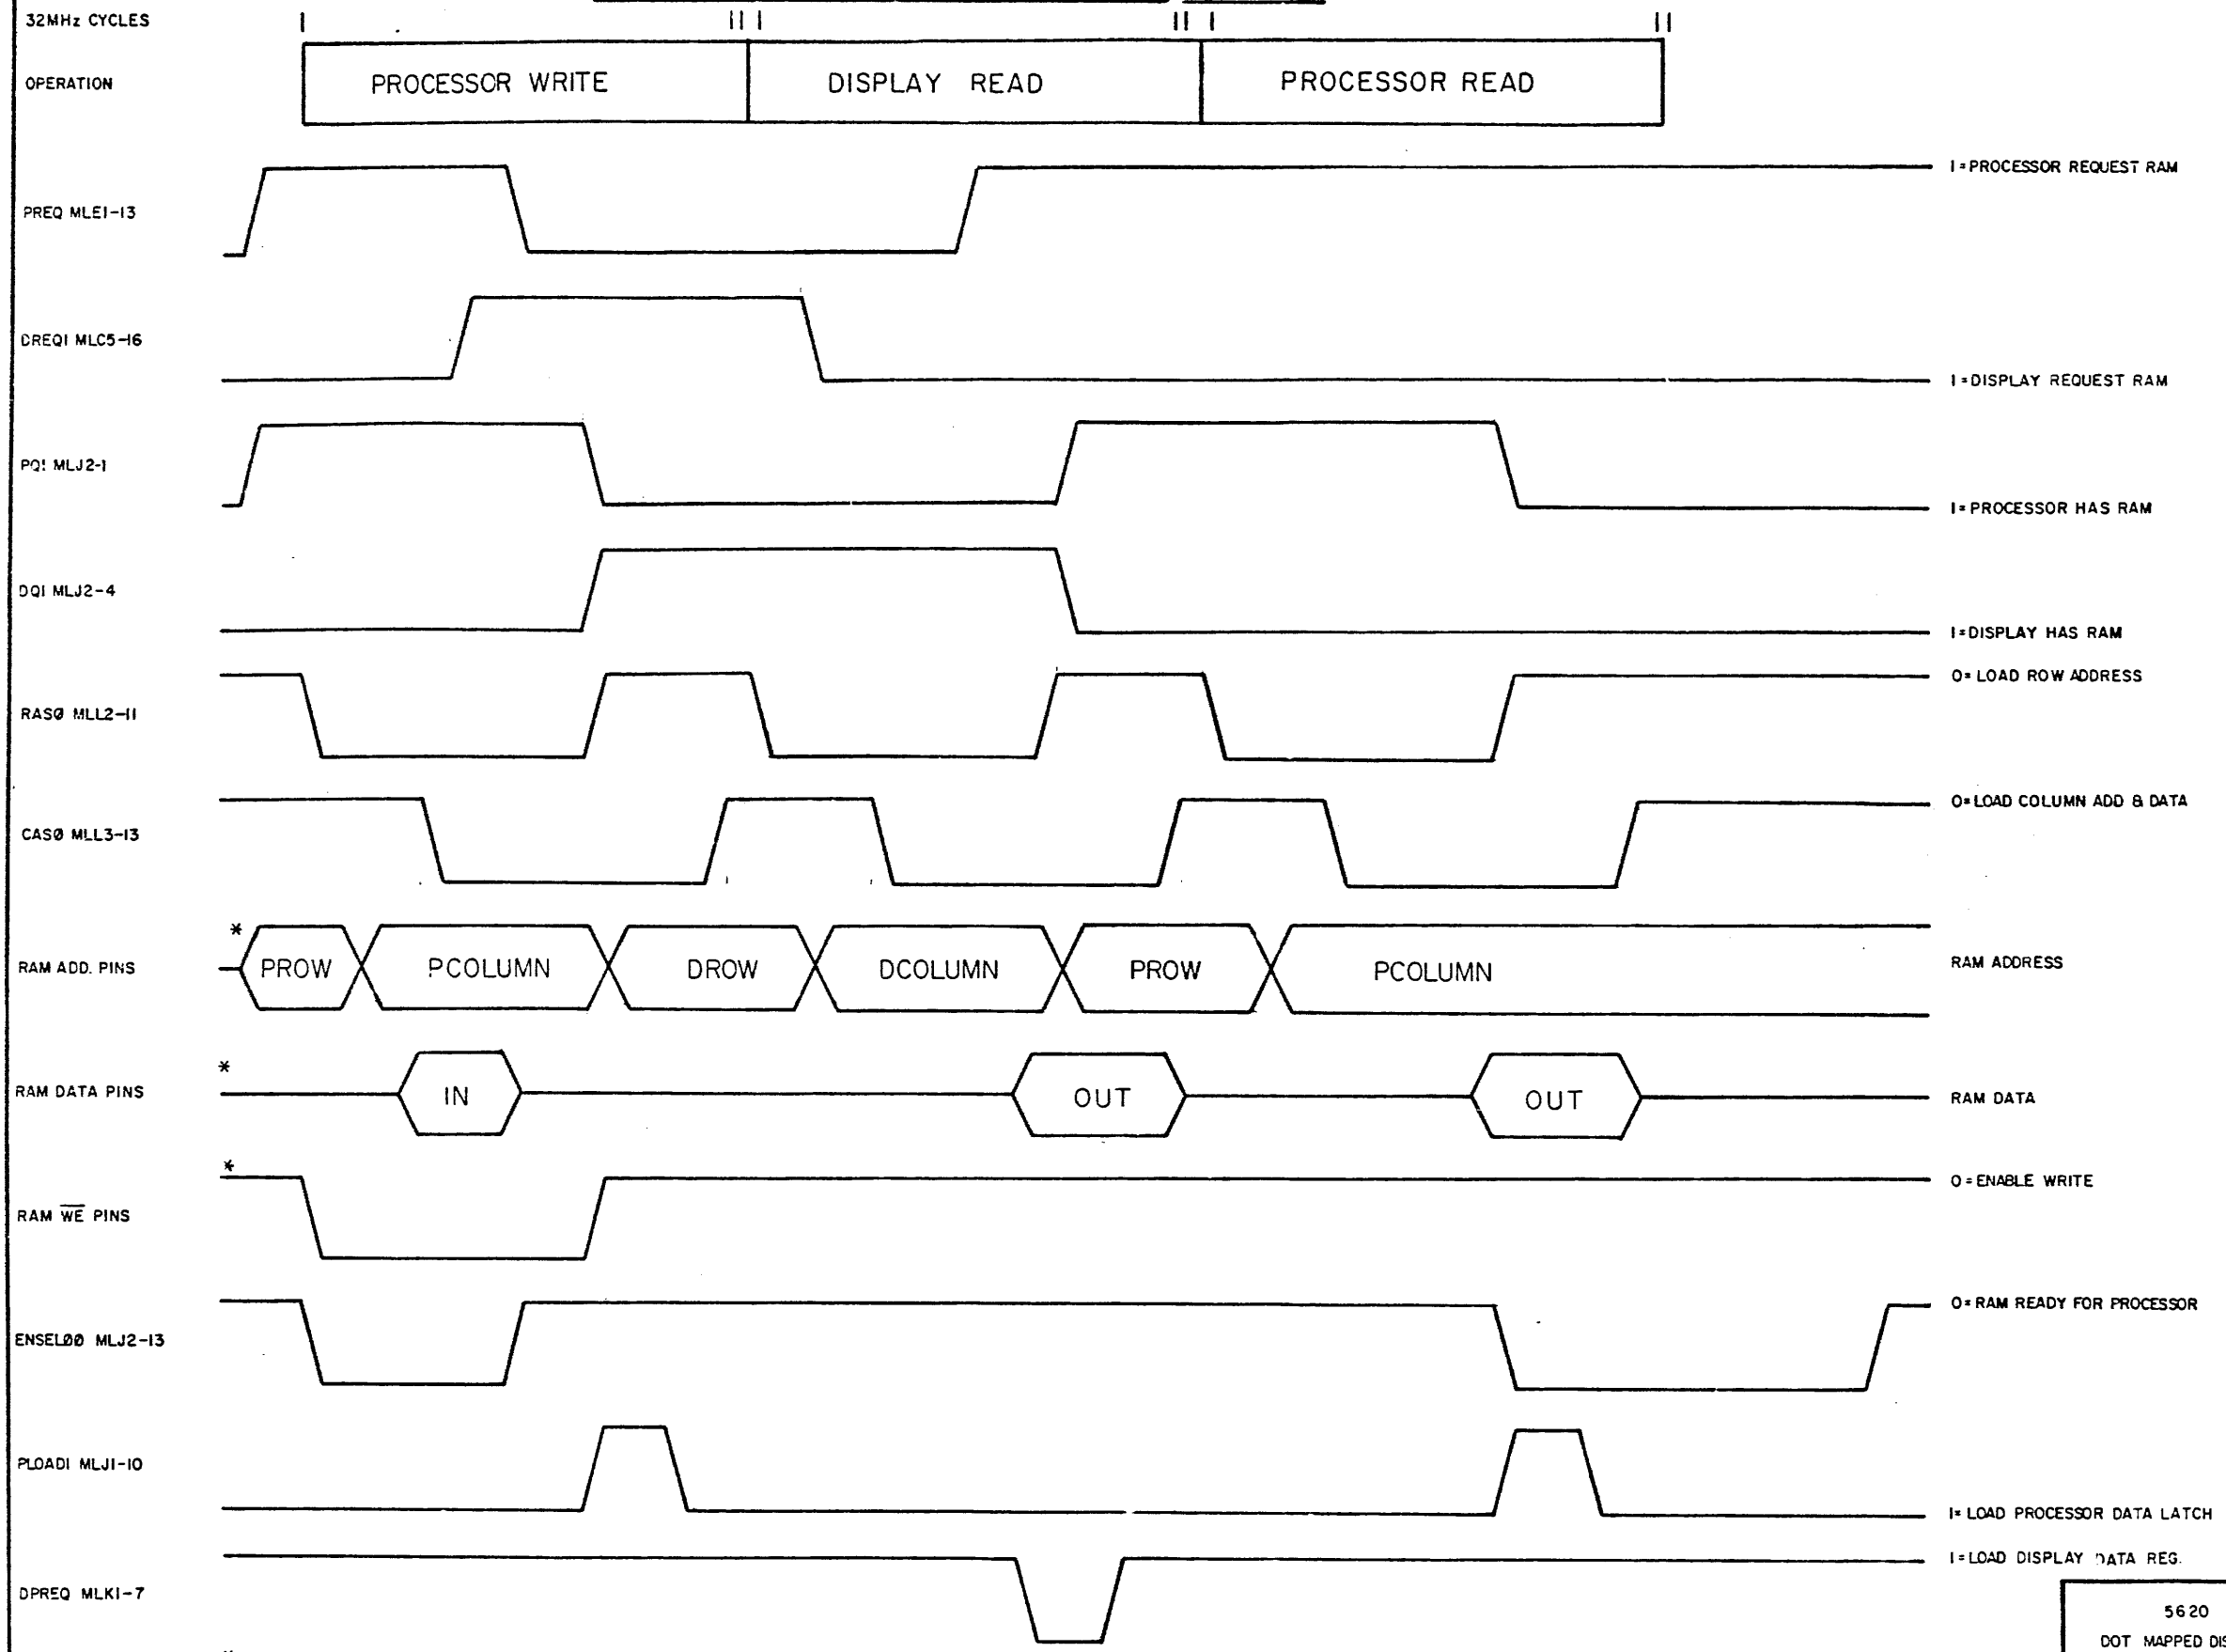 32MHz CYCLES
OPERATION PROCESSOR WRITE DISPLAY READ PROCESSOR READ
PREQ MLE1-13 1=PROCESSOR REQUEST RAM
DREQ1 MLC5-16 1=DISPLAY REQUEST RAM
PQ1 MLJ2-1 1=PROCESSOR HAS RAM
DQ1 MLJ2-4 1=DISPLAY HAS RAM
RASØ MLL2-11 0=LOAD ROW ADDRESS
CASØ MLL3-13 0=LOAD COLUMN ADD & DATA
*
RAM ADD. PINS PROW PCOLUMN DROW DCOLUMN PROW PCOLUMN RAM ADDRESS
*
RAM DATA PINS IN OUT OUT RAM DATA
*
RAM WE PINS 0=ENABLE WRITE
ENSELØØ MLJ2-13 0=RAM READY FOR PROCESSOR
PLOAD1 MLJ1-10 1=LOAD PROCESSOR DATA LATCH
DPREQ MLK1-7 1=LOAD DISPLAY DATA REG.
5620
DOT MAPPED